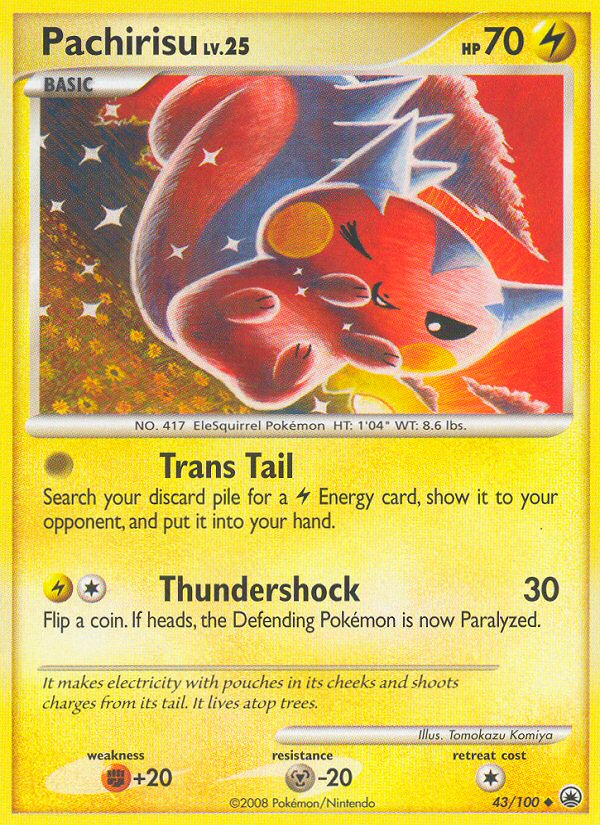 Pachirisu LV.25 HP 70
BASIC
NO. 417 EleSquirrel Pokémon HT: 1'04" WT: 8.6 lbs.
Trans Tail
Search your discard pile for a Energy card, show it to your
opponent, and put it into your hand.
Thundershock 30
Flip a coin. If heads, the Defending Pokémon is now Paralyzed.
It makes electricity with pouches in its cheeks and shoots
charges from its tail. It lives atop trees.
Illus. Tomokazu Komiya
weakness resistance retreat cost
+20 -20
©2008 Pokémon/Nintendo 43/100